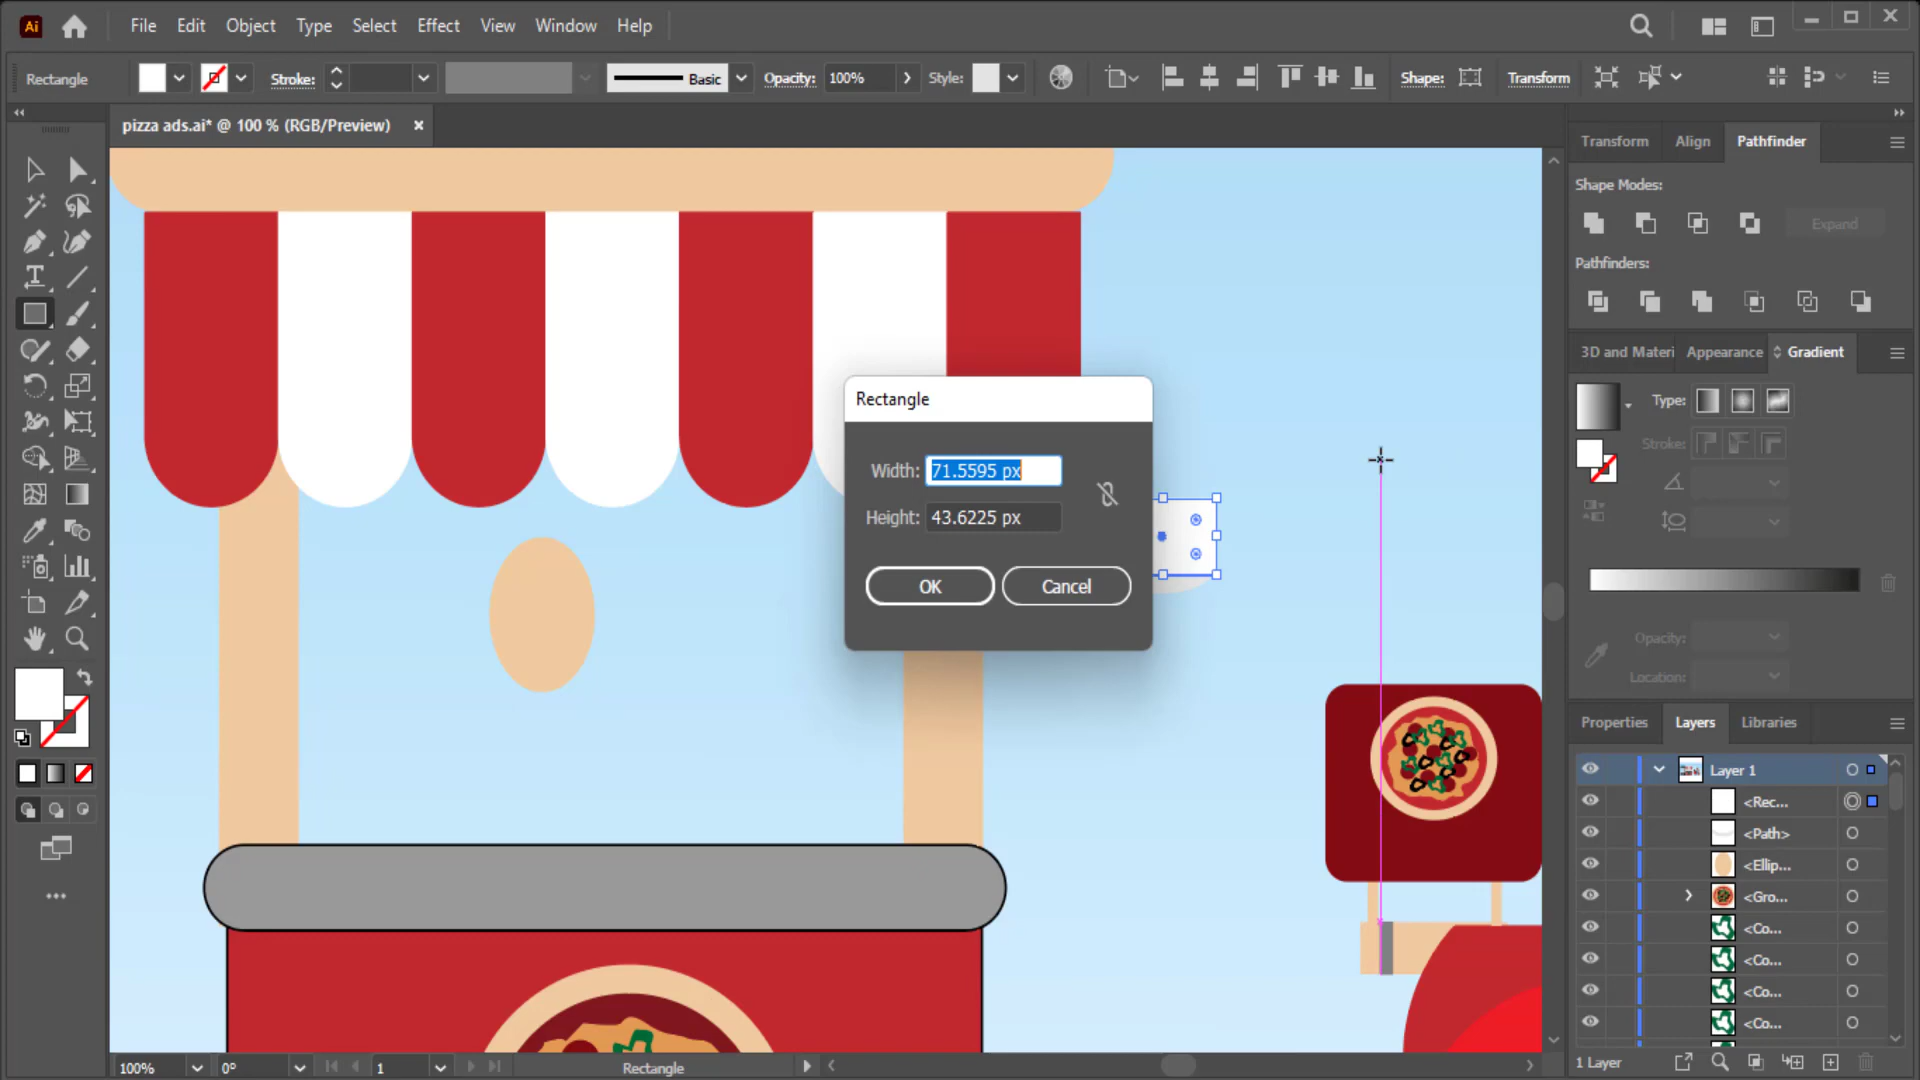 Ai File Edit Object Type Select Effect View Window Help
Rectangle Stroke: Basic Opacity: 100% Style: Shape: Transform
pizza ads.ai* @ 100 % (RGB/Preview) ×
Transform Align Pathfinder
Shape Modes:
Expand
Pathfinders:
3D and Materi Appearance Gradient
Type:
Stroke:
Opacity:
Location:
Rectangle
Width: 71.5595 px
Height: 43.6225 px
OK Cancel
Properties Layers Libraries
Layer 1
<Rec...
<Path>
<Ellip...
<Gro...
<Co...
<Co...
<Co...
<Co...
1 Layer
100% 0° 1 Rectangle